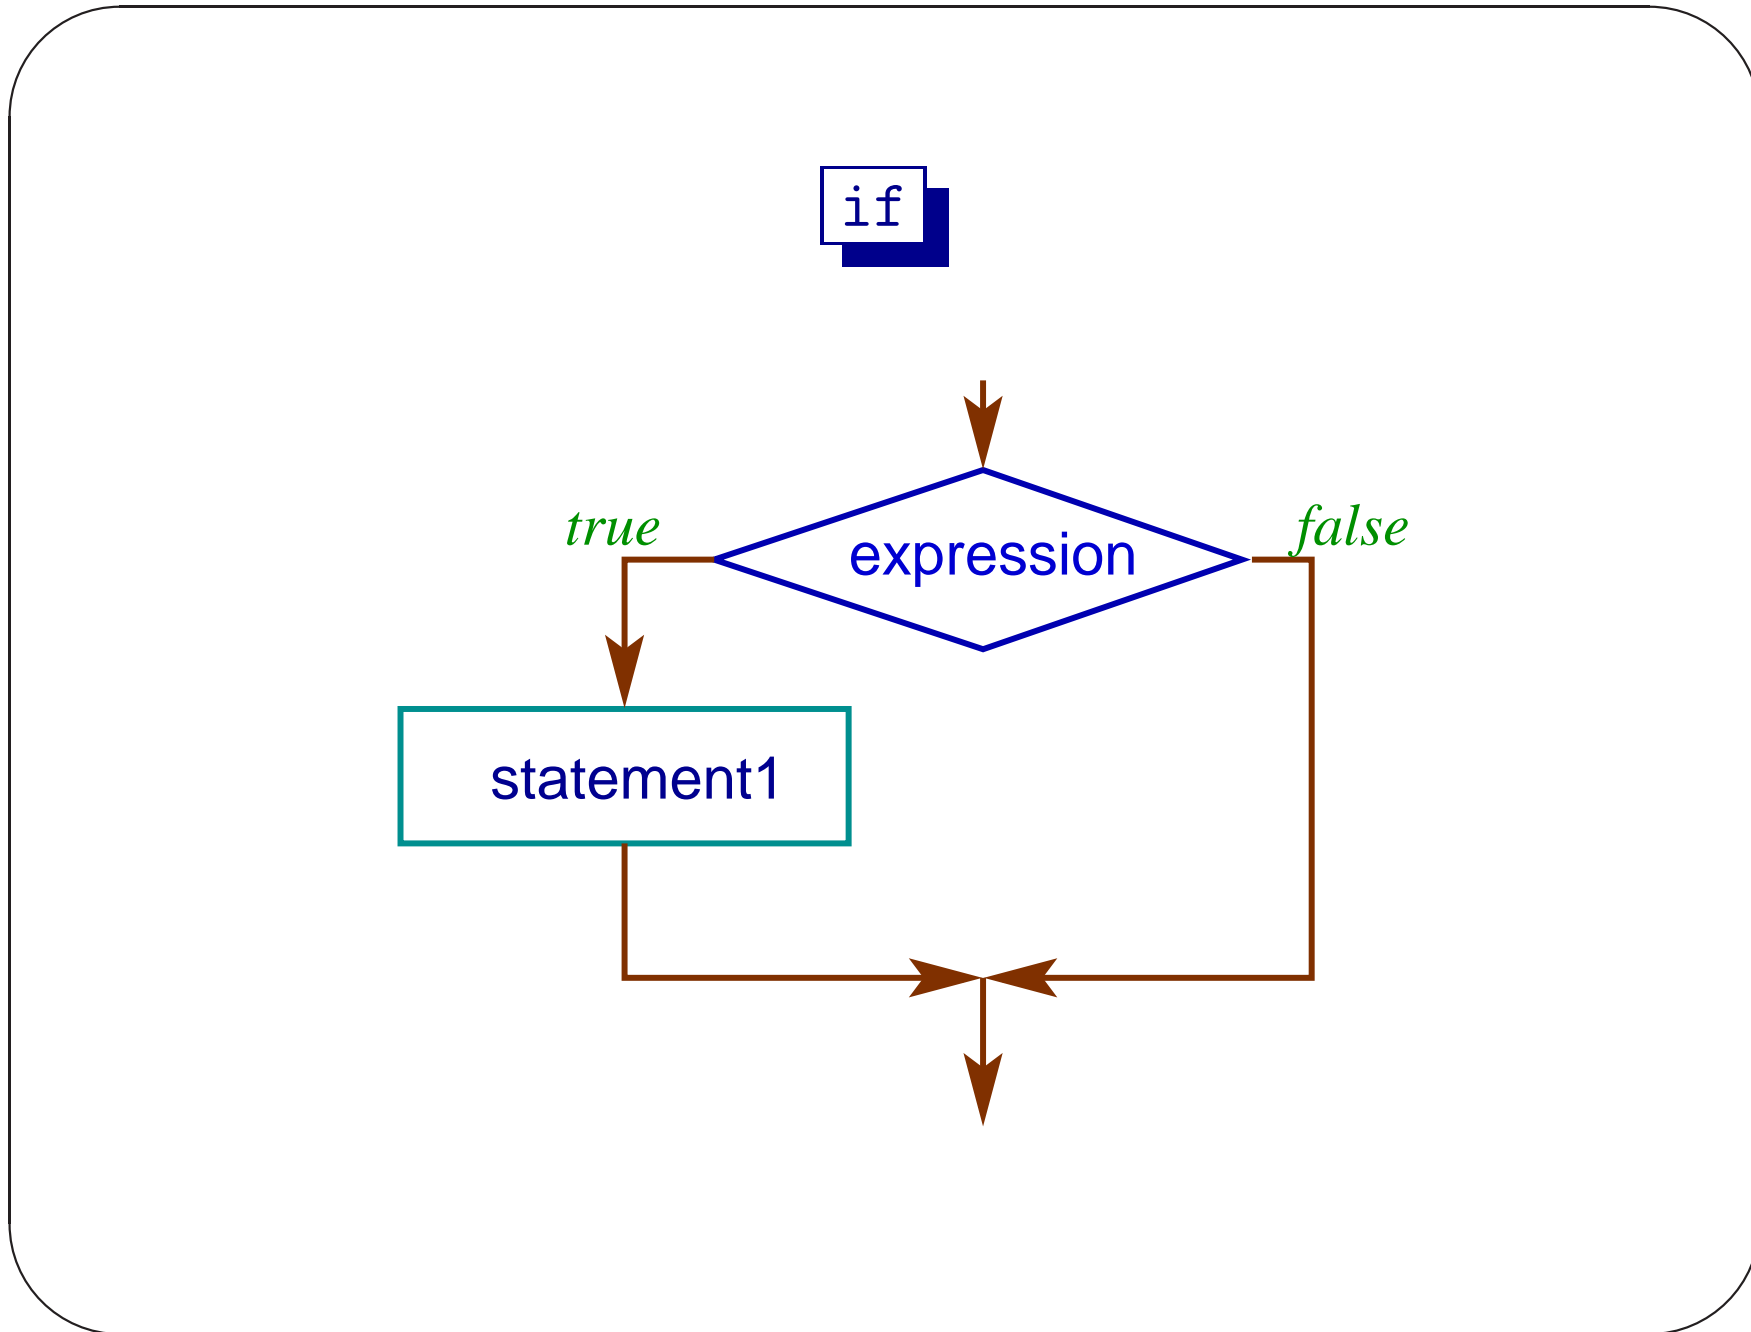 if
true
false
expression
statement1